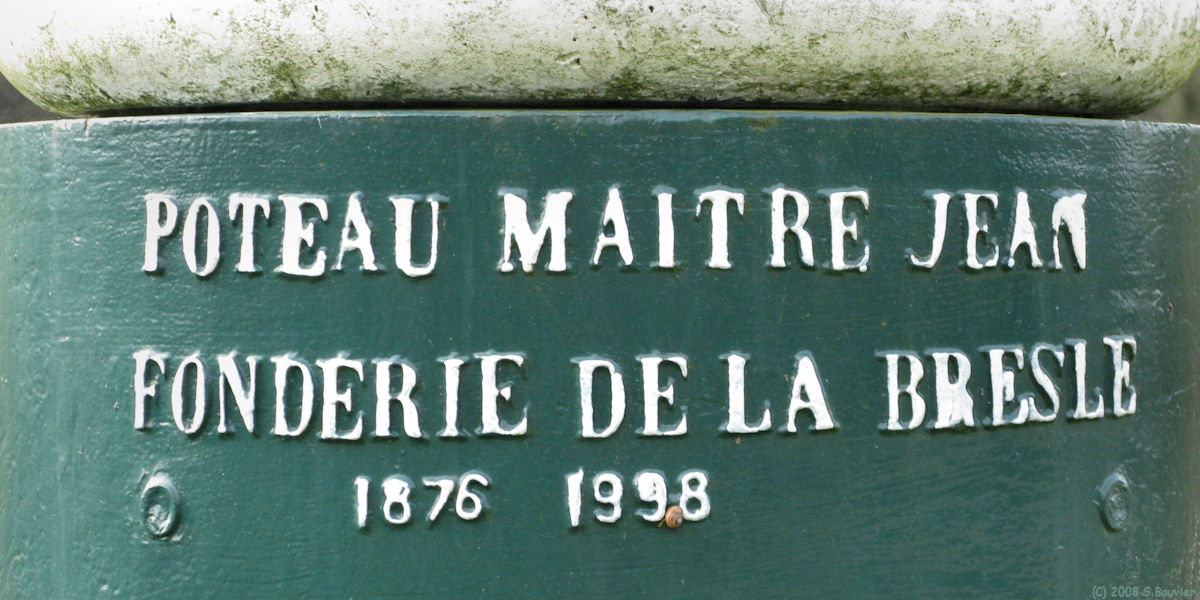 POTEAU MAITRE JEAN
FONDERIE DE LA BRESLE
1876 1998
(C) 2008 S.Bouvier